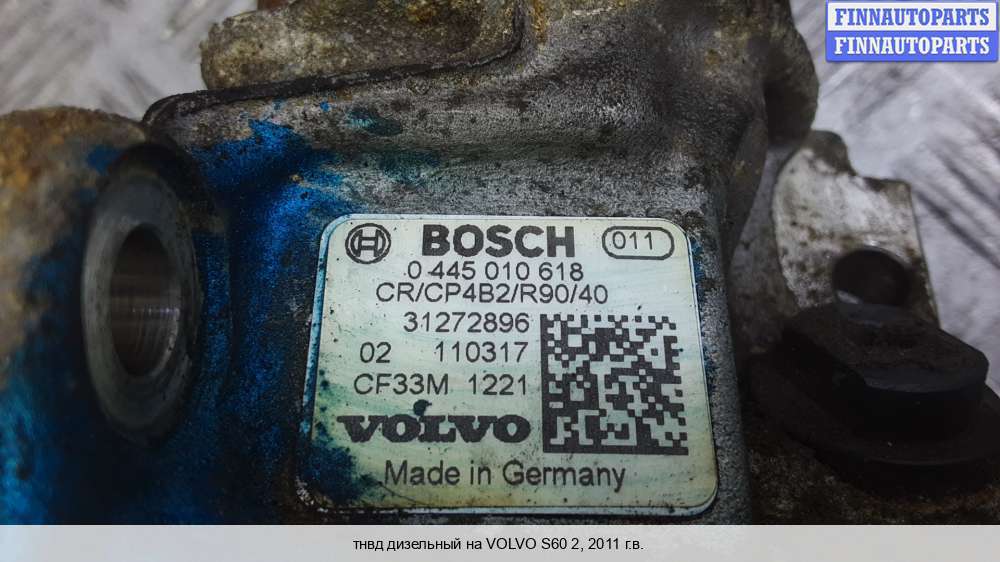 FINNAUTOPARTS
FINNAUTOPARTS
BOSCH 011
0 445 010 618
CR/CP4B2/R90/40
31272896
02 110317
CF33M 1221
VOLVO
Made in Germany
тнвд дизельный на VOLVO S60 2, 2011 г.в.